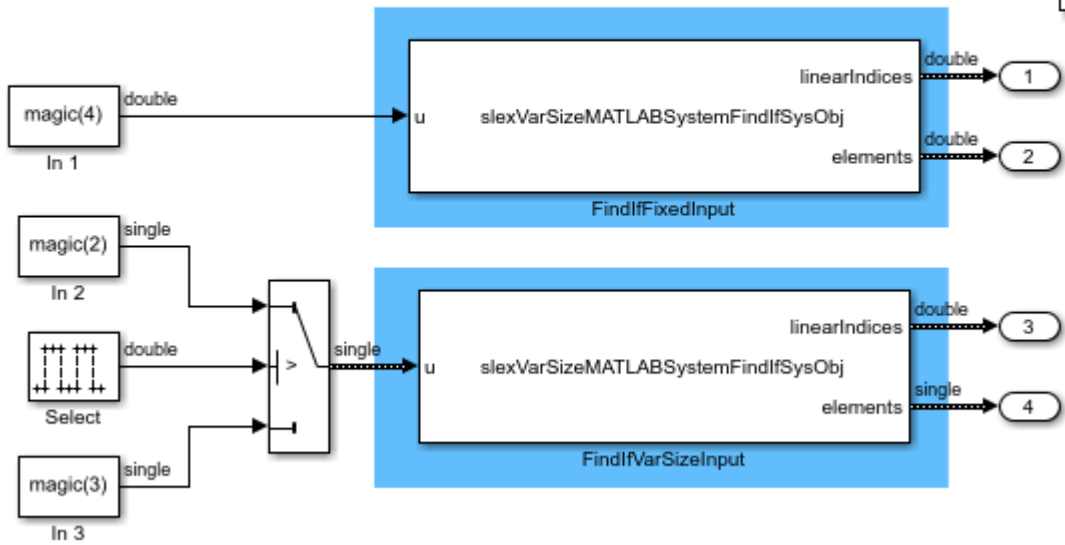 double
linearIndices
1
double
magic(4)
u
slexVarSizeMATLABSystemFindIfSysObj
double
elements
2
In 1
FindIfFixedInput
single
magic(2)
In 2
double
linearIndices
3
double
single
>
u
slexVarSizeMATLABSystemFindIfSysObj
single
elements
4
Select
single
FindIfVarSizeInput
magic(3)
In 3